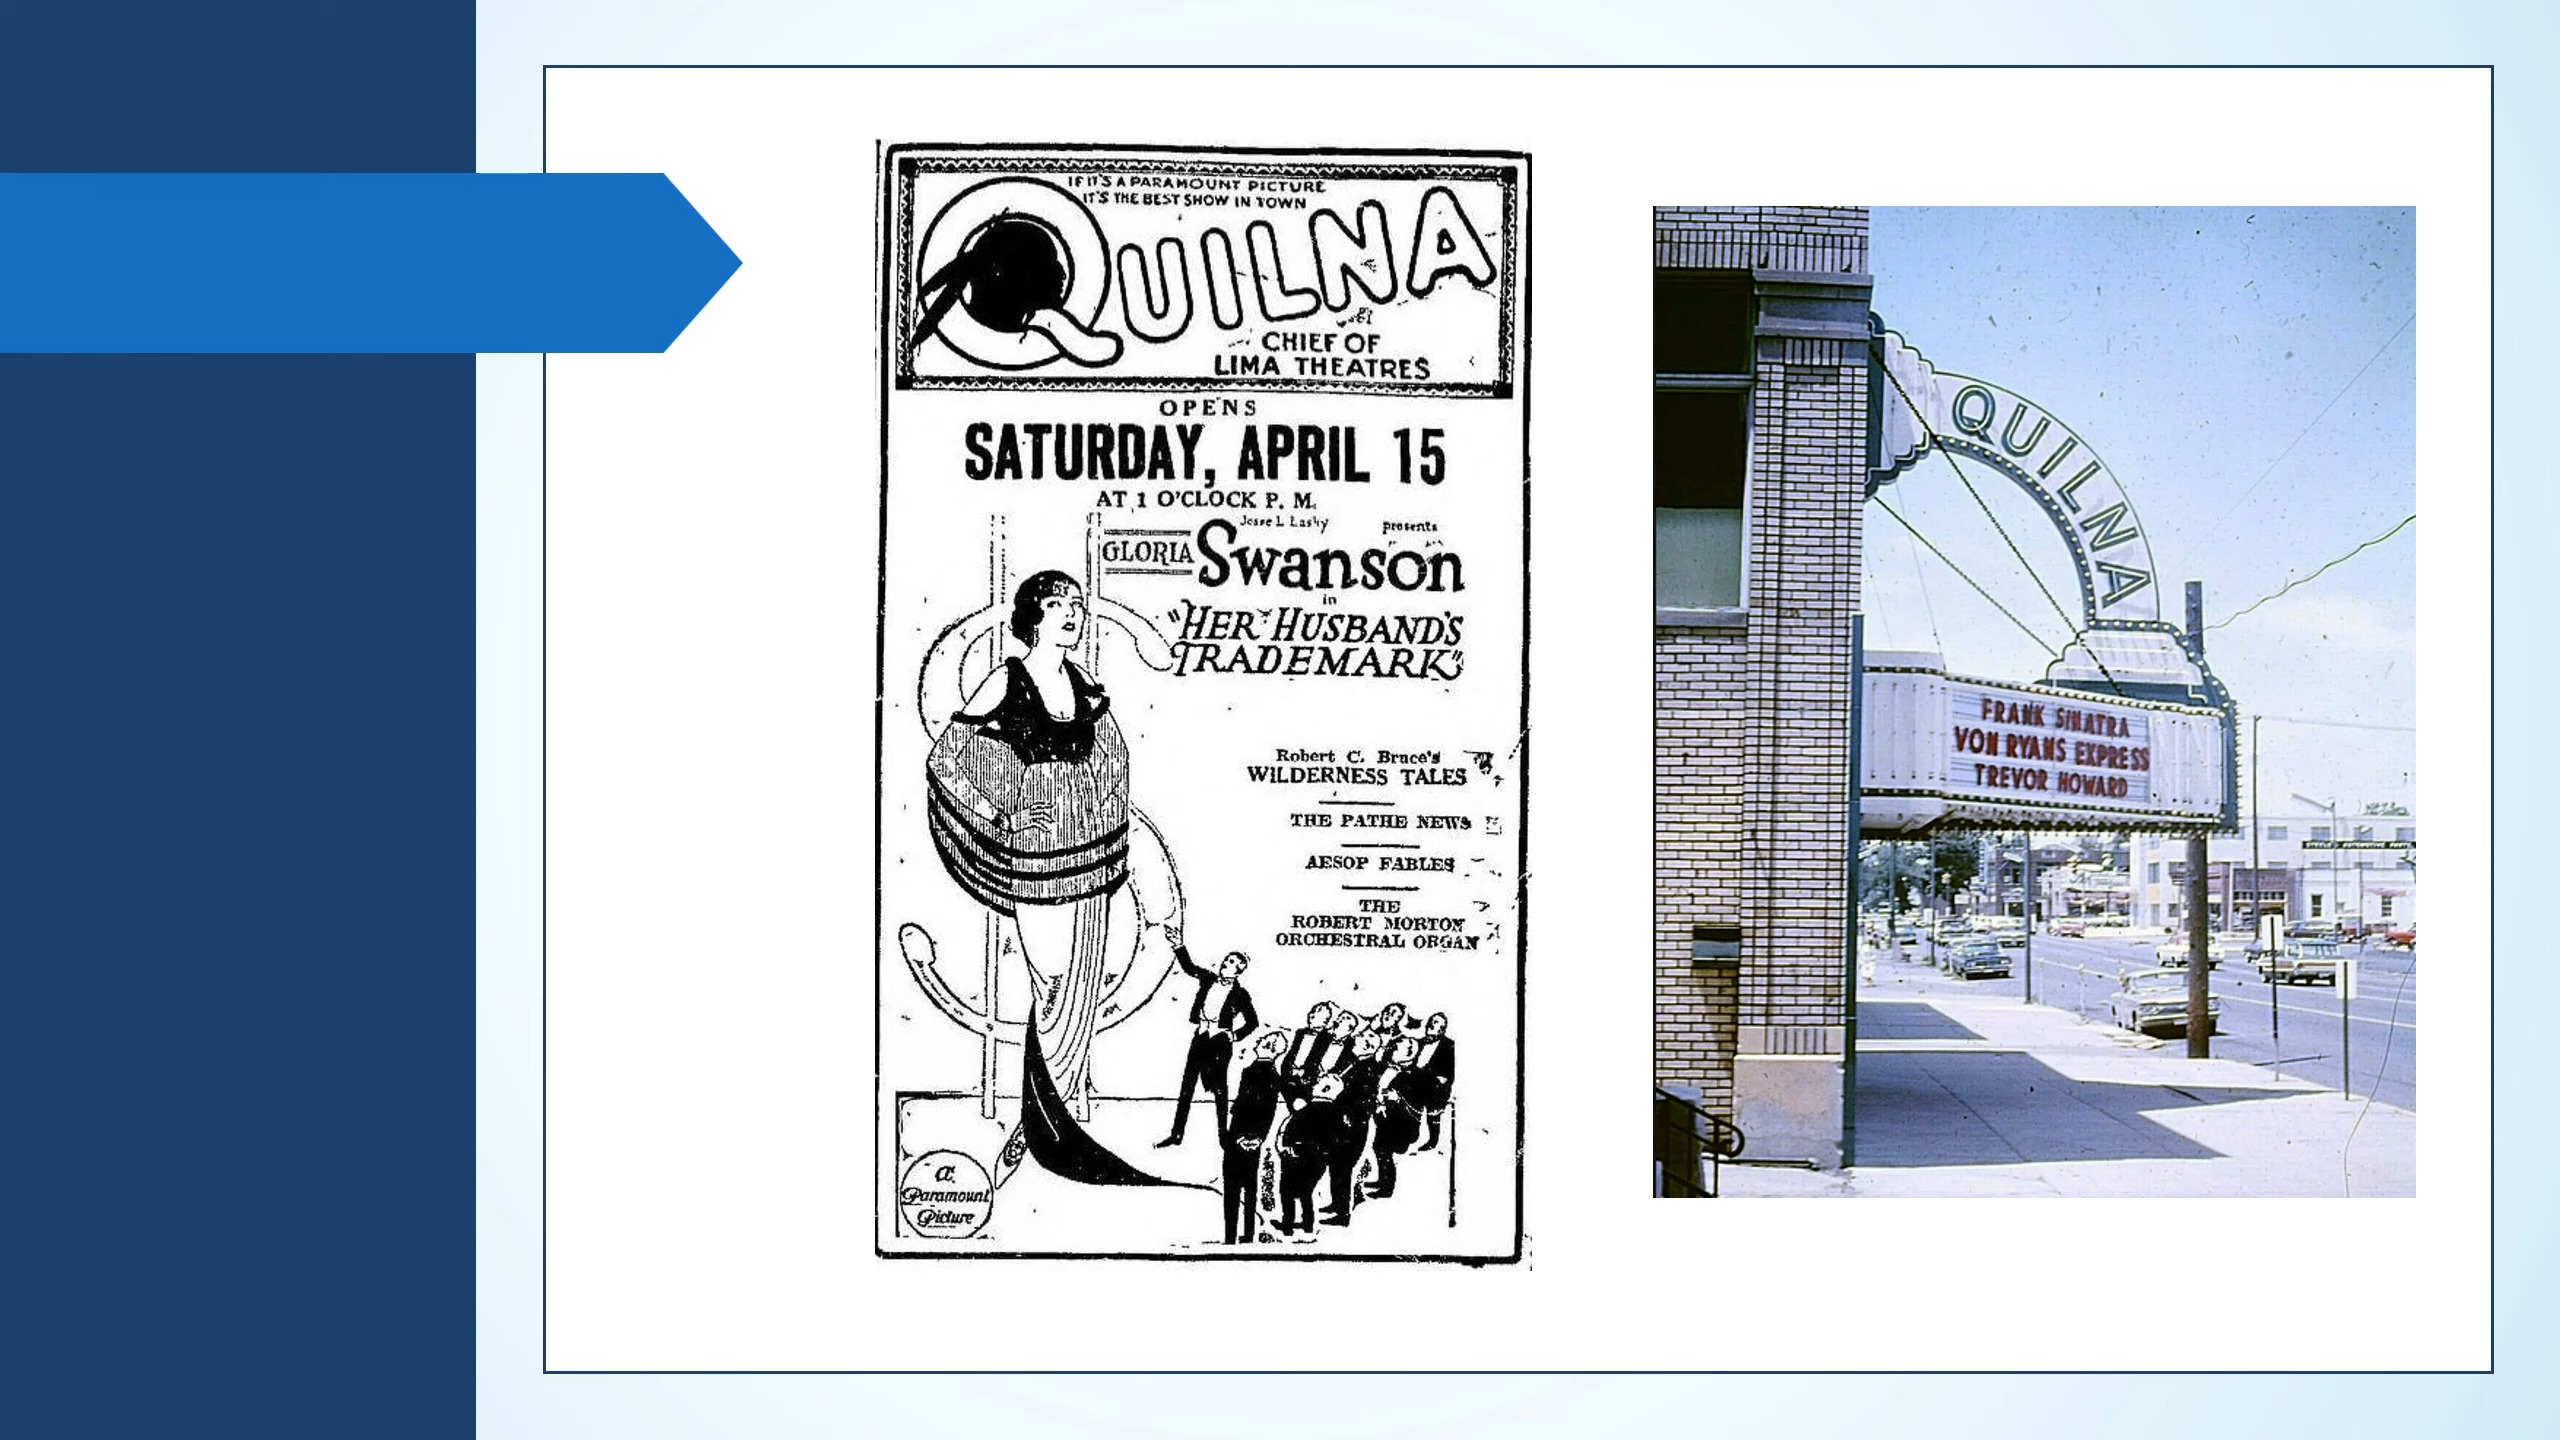 IF IT'S A PARAMOUNT PICTURE
IT'S THE BEST SHOW IN TOWN
QUILNA
CHIEF OF
LIMA THEATRES
OPENS
SATURDAY, APRIL 15
AT 1 O'CLOCK P. M.
Jesse L Lasky presents
GLORIA Swanson
in
"HER HUSBAND'S
TRADEMARK"
Robert C. Bruce's
WILDERNESS TALES
THE PATHE NEWS
AESOP FABLES
THE
ROBERT MORTON
ORCHESTRAL ORGAN
a
Paramount
Picture
QUILNA
FRANK SINATRA
VON RYANS EXPRESS
TREVOR HOWARD